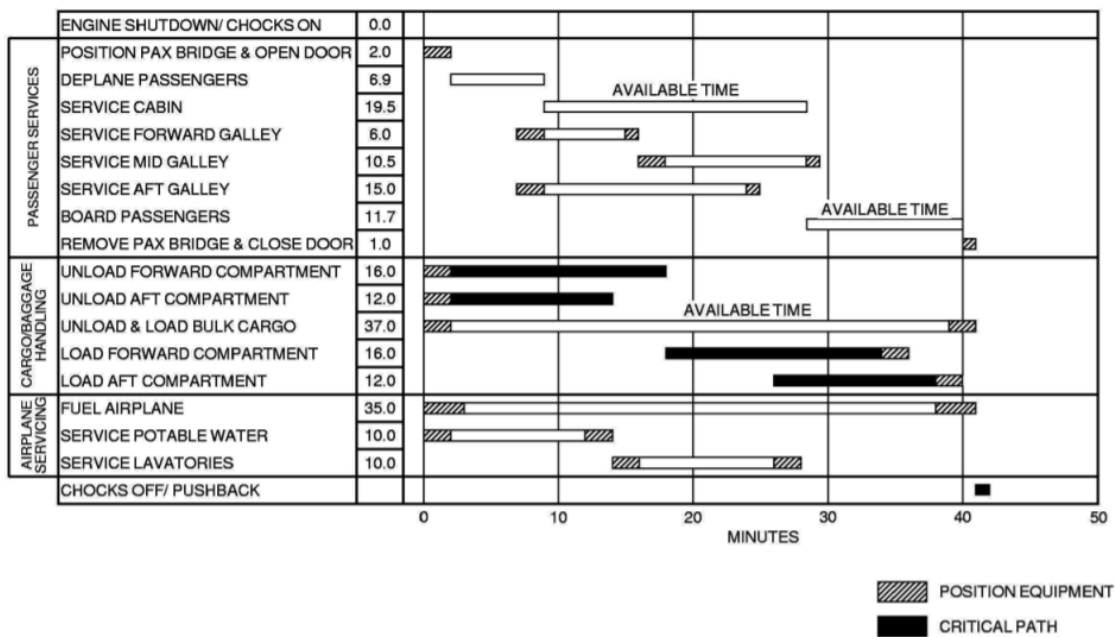 ENGINE SHUTDOWN/ CHOCKS ON 0.0
PASSENGER SERVICES
POSITION PAX BRIDGE & OPEN DOOR 2.0
DEPLANE PASSENGERS 6.9
AVAILABLE TIME
SERVICE CABIN 19.5
SERVICE FORWARD GALLEY 6.0
SERVICE MID GALLEY 10.5
SERVICE AFT GALLEY 15.0
BOARD PASSENGERS 11.7
AVAILABLE TIME
REMOVE PAX BRIDGE & CLOSE DOOR 1.0
CARGO/BAGGAGE
HANDLING
UNLOAD FORWARD COMPARTMENT 16.0
UNLOAD AFT COMPARTMENT 12.0
AVAILABLE TIME
UNLOAD & LOAD BULK CARGO 37.0
LOAD FORWARD COMPARTMENT 16.0
LOAD AFT COMPARTMENT 12.0
AIRPLANE
SERVICING
FUEL AIRPLANE 35.0
SERVICE POTABLE WATER 10.0
SERVICE LAVATORIES 10.0
CHOCKS OFF/ PUSHBACK
0 10 20 30 40 50
MINUTES
POSITION EQUIPMENT
CRITICAL PATH